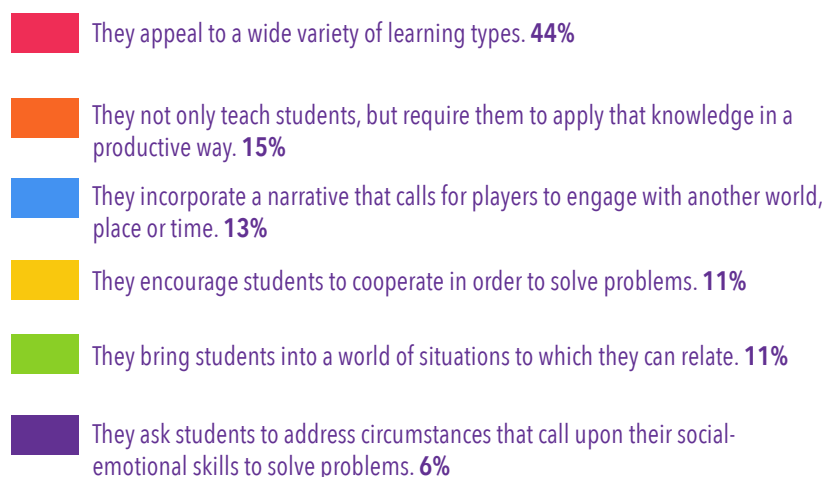 They appeal to a wide variety of learning types. 44%
They not only teach students, but require them to apply that knowledge in a
productive way. 15%
They incorporate a narrative that calls for players to engage with another world,
place or time. 13%
They encourage students to cooperate in order to solve problems. 11%
They bring students into a world of situations to which they can relate. 11%
They ask students to address circumstances that call upon their social-
emotional skills to solve problems. 6%